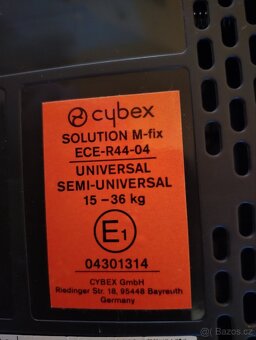 cybex
SOLUTION M-fix
ECE-R44-04
UNIVERSAL
SEMI-UNIVERSAL
15 – 36 kg
E1
04301314
CYBEX GmbH
Riedinger Str. 18, 95448 Bayreuth
Germany
Bazoš.cz